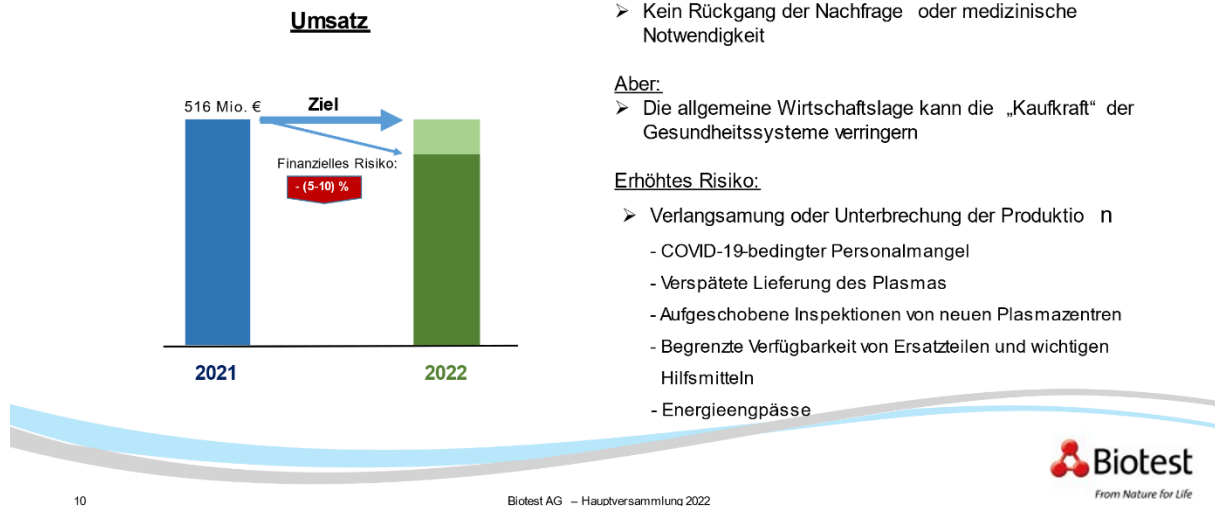 Umsatz
516 Mio. €
Ziel
Finanzielles Risiko:
- (5-10) %
2021
2022
➢ Kein Rückgang der Nachfrage oder medizinische
Notwendigkeit
Aber:
➢ Die allgemeine Wirtschaftslage kann die „Kaufkraft“ der
Gesundheitssysteme verringern
Erhöhtes Risiko:
➢ Verlangsamung oder Unterbrechung der Produktio n
- COVID-19-bedingter Personalmangel
- Verspätete Lieferung des Plasmas
- Aufgeschobene Inspektionen von neuen Plasmazentren
- Begrenzte Verfügbarkeit von Ersatzteilen und wichtigen
Hilfsmitteln
- Energieengpässe
Biotest
From Nature for Life
10
Biotest AG – Hauptversammlung 2022